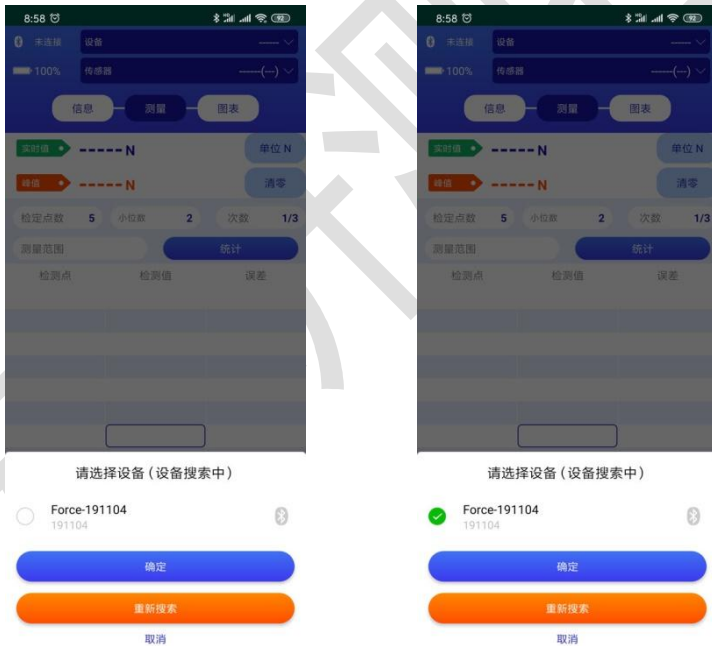 8:58
92
未连接 设备 ----- 
100% 传感器 -----(---)
信息 测量 图表
实时值 -----N 单位 N
峰值 -----N 清零
检定点数 5 小位数 2 次数 1/3
测量范围 统计
检测点 检测值 误差
请选择设备(设备搜索中)
Force-191104
191104
确定
重新搜索
取消
8:58
92
未连接 设备 -----
100% 传感器 -----(---)
信息 测量 图表
实时值 -----N 单位 N
峰值 -----N 清零
检定点数 5 小位数 2 次数 1/3
测量范围 统计
检测点 检测值 误差
请选择设备(设备搜索中)
Force-191104
191104
确定
重新搜索
取消